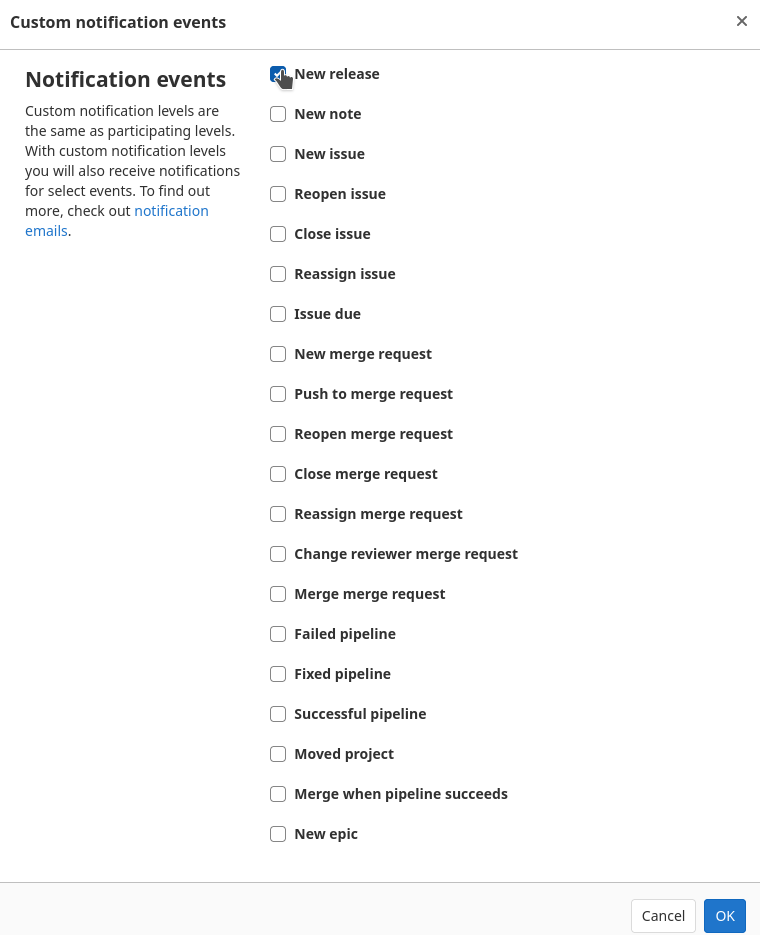 Custom notification events
Notification events
Custom notification levels are
the same as participating levels.
With custom notification levels
you will also receive notifications
for select events. To find out
more, check out notification
emails.
New release
New note
New issue
Reopen issue
Close issue
Reassign issue
Issue due
New merge request
Push to merge request
Reopen merge request
Close merge request
Reassign merge request
Change reviewer merge request
Merge merge request
Failed pipeline
Fixed pipeline
Successful pipeline
Moved project
Merge when pipeline succeeds
New epic
Cancel
OK